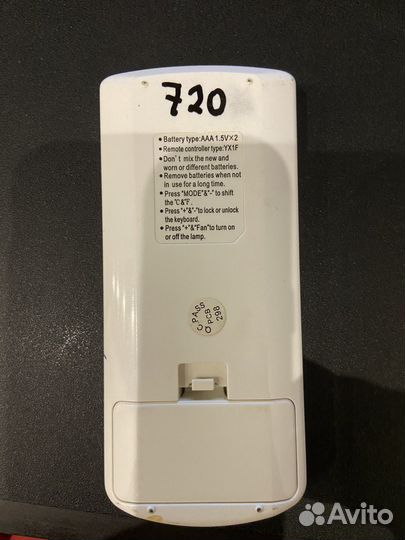 720
• Battery type:AAA 1.5V×2
• Remote controller type:YX1F
• Don't mix the new and
worn or different batteries.
• Remove batteries when not
in use for a long time.
• Press "MODE"&"-" to shift
the °C&°F.
• Press "+"&"-"to lock or unlock
the keyboard.
• Press "+"&"Fan"to turn on
or off the lamp.
C.PASS
Q PCB
298
Avito